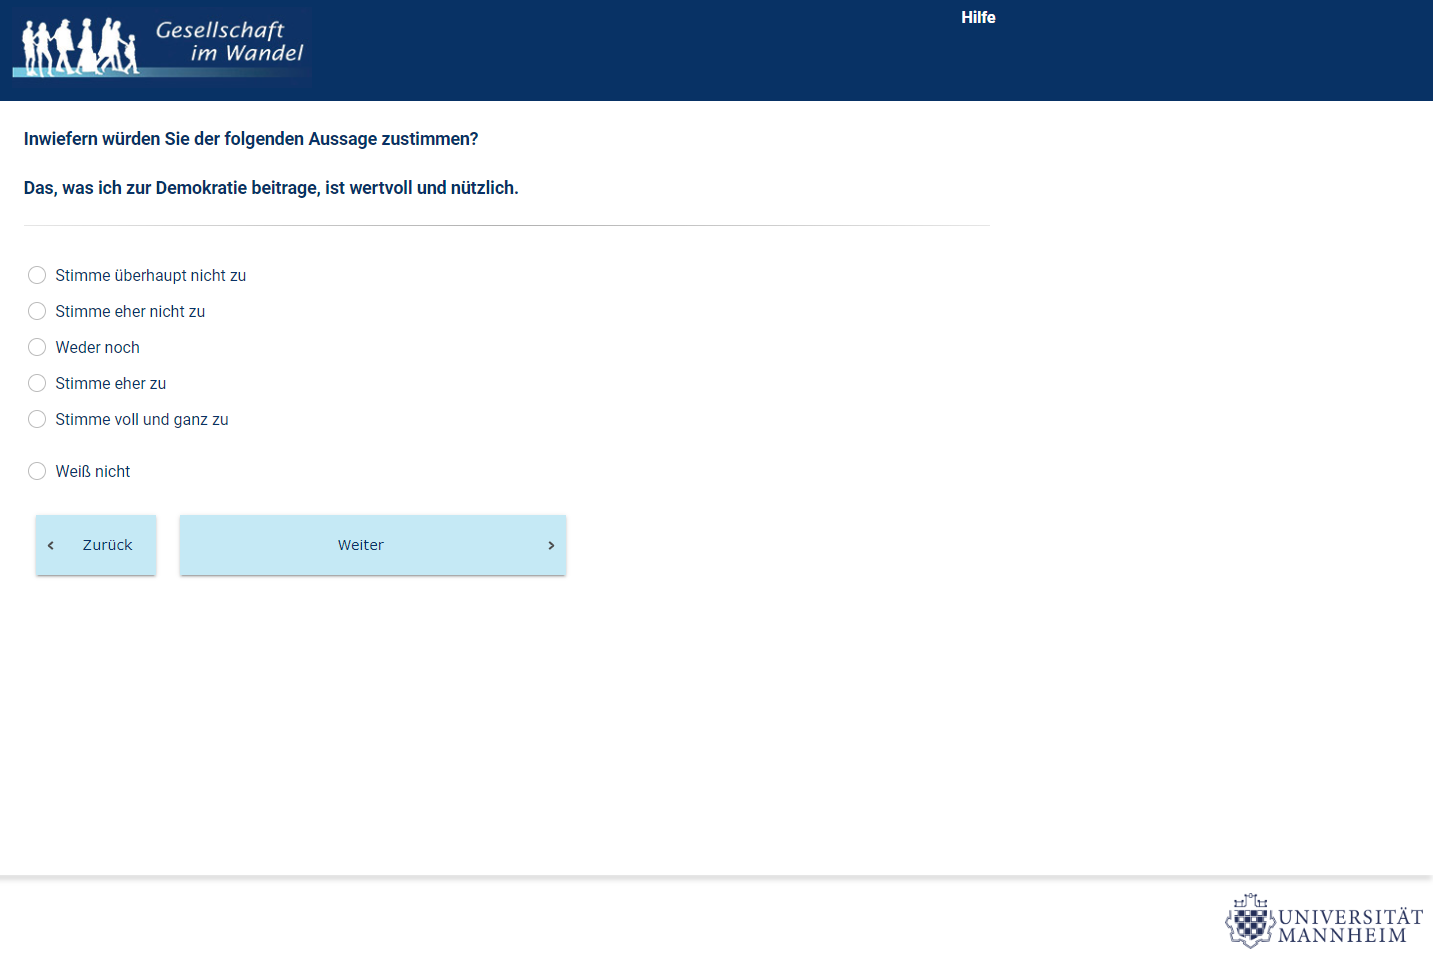 Gesellschaft
im Wandel
Hilfe
Inwiefern würden Sie der folgenden Aussage zustimmen?
Das, was ich zur Demokratie beitrage, ist wertvoll und nützlich.
Stimme überhaupt nicht zu
Stimme eher nicht zu
Weder noch
Stimme eher zu
Stimme voll und ganz zu
Weiß nicht
Zurück
Weiter
UNIVERSITÄT
MANNHEIM